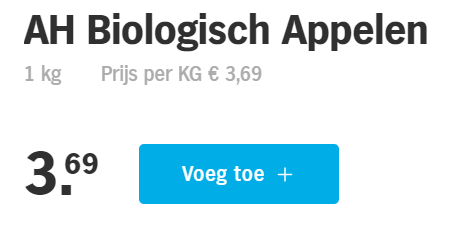 AH Biologisch Appelen
1 kg Prijs per KG € 3,69
3.69 Voeg toe +